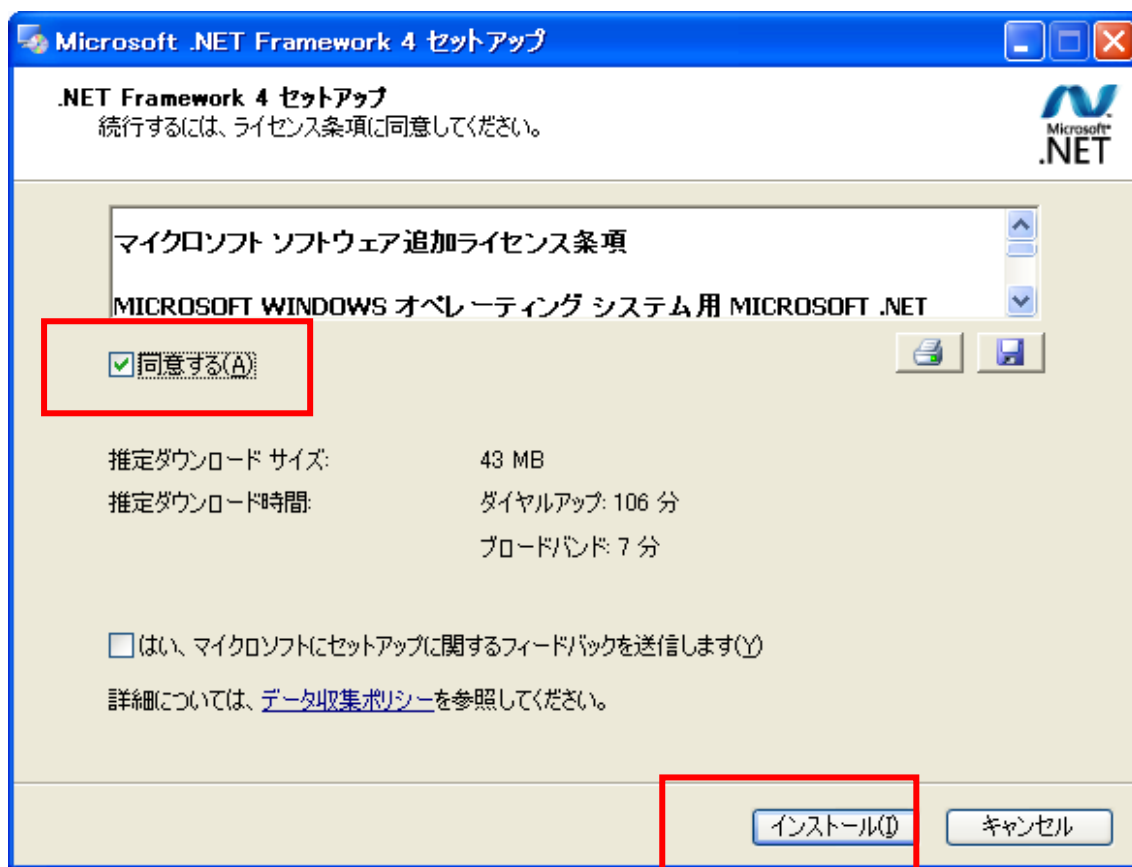 Microsoft .NET Framework 4 セットアップ
.NET Framework 4 セットアップ
続行するには、ライセンス条項に同意してください。
Microsoft
.NET
マイクロソフト ソフトウェア追加ライセンス条項
MICROSOFT WINDOWS オペレーティング システム用 MICROSOFT .NET
同意する(A)
推定ダウンロード サイズ: 43 MB
推定ダウンロード時間: ダイヤルアップ: 106 分
ブロードバンド: 7 分
はい、マイクロソフトにセットアップに関するフィードバックを送信します(Y)
詳細については、データ収集ポリシーを参照してください。
インストール(I) キャンセル